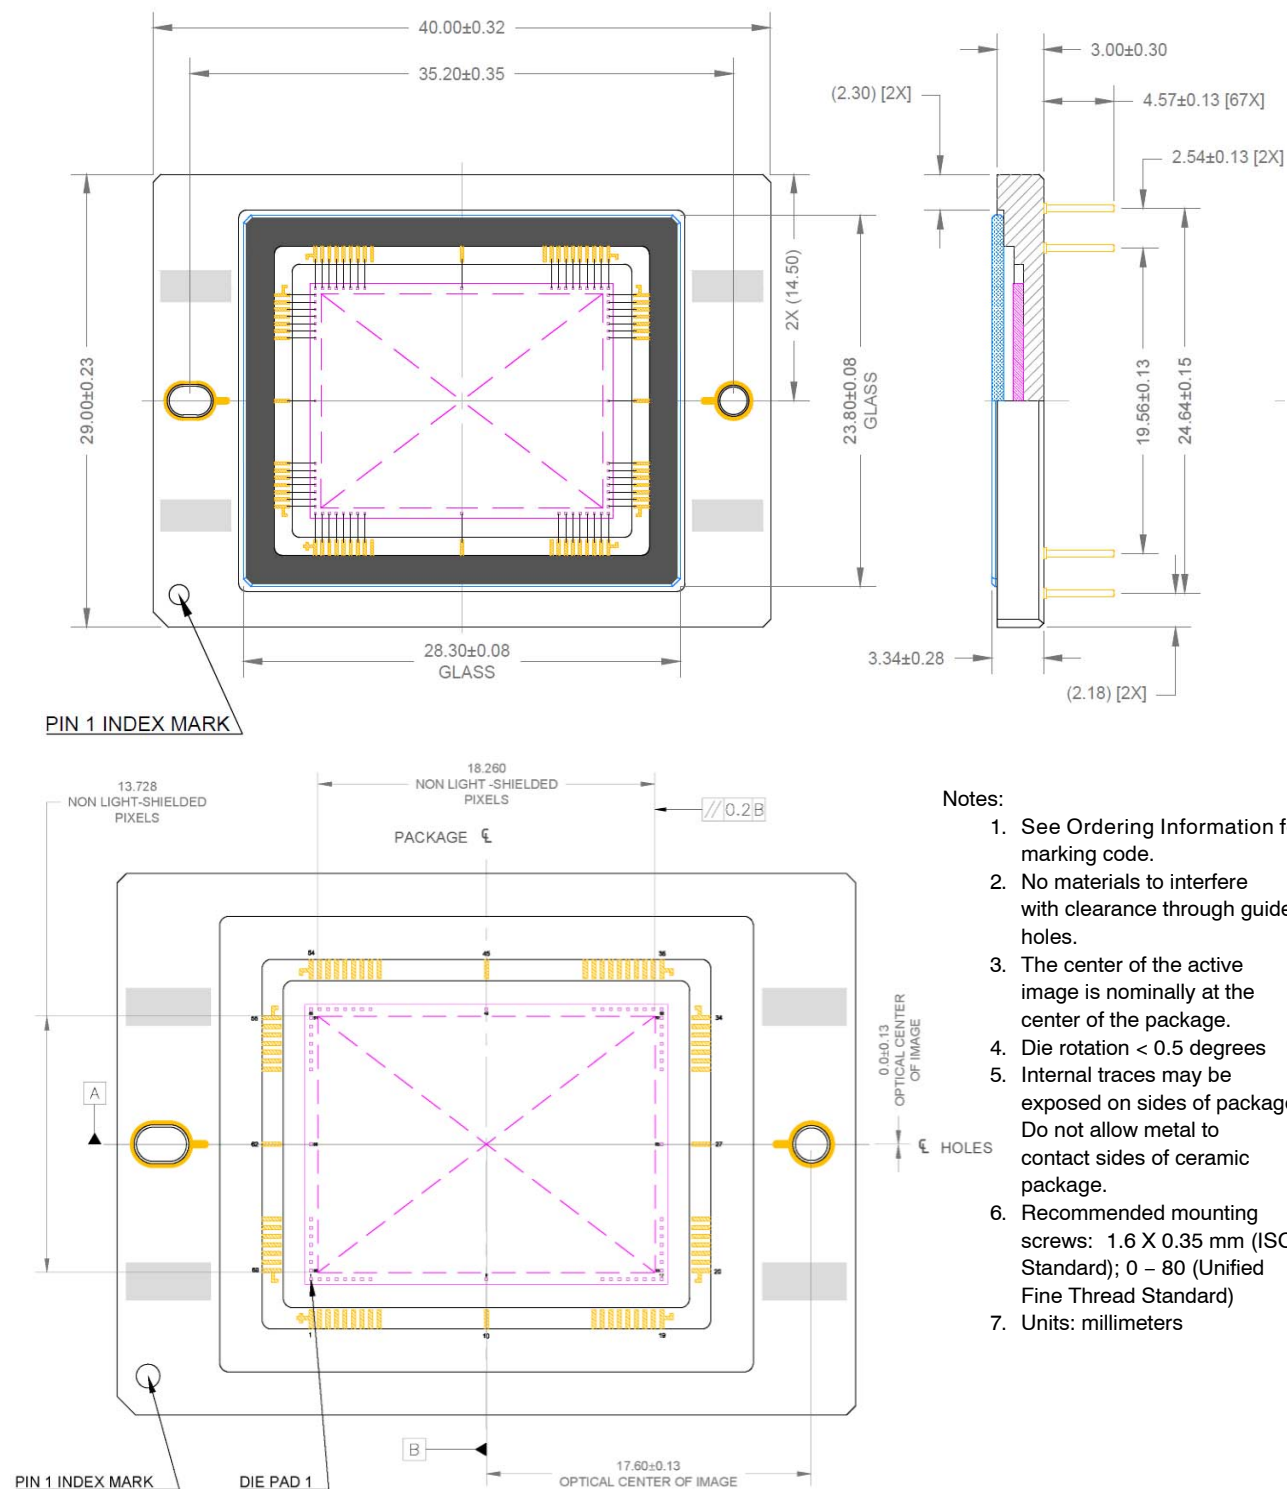 40.00±0.32
35.20±0.35
3.00±0.30
(2.30) [2X]
4.57±0.13 [67X]
2.54±0.13 [2X]
2X (14.50)
29.00±0.23
23.80±0.08
GLASS
19.56±0.13
24.64±0.15
28.30±0.08
GLASS
3.34±0.28
(2.18) [2X]
PIN 1 INDEX MARK
13.728
NON LIGHT-SHIELDED
PIXELS
18.260
NON LIGHT -SHIELDED
PIXELS
// 0.2 B
PACKAGE ℄
54
45
36
34
A
62
27
0.0±0.13
OPTICAL CENTER
OF IMAGE
℄ HOLES
1
10
19
B
17.60±0.13
OPTICAL CENTER OF IMAGE
PIN 1 INDEX MARK
DIE PAD 1
Notes:
1. See Ordering Information f
marking code.
2. No materials to interfere
with clearance through guide
holes.
3. The center of the active
image is nominally at the
center of the package.
4. Die rotation < 0.5 degrees
5. Internal traces may be
exposed on sides of package
Do not allow metal to
contact sides of ceramic
package.
6. Recommended mounting
screws: 1.6 X 0.35 mm (ISO
Standard); 0 – 80 (Unified
Fine Thread Standard)
7. Units: millimeters